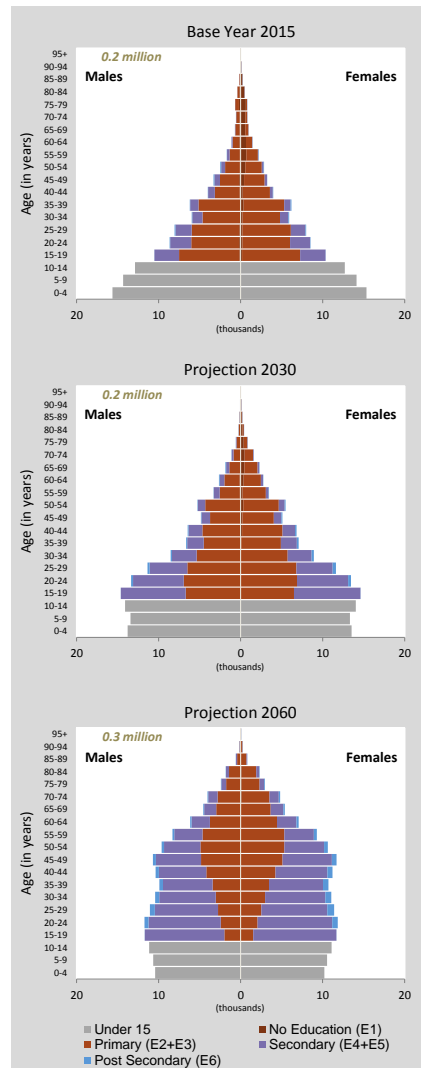 Base Year 2015
0.2 million
Males
Females
Age (in years)
95+
90-94
85-89
80-84
75-79
70-74
65-69
60-64
55-59
50-54
45-49
40-44
35-39
30-34
25-29
20-24
15-19
10-14
5-9
0-4
20 10 0 10 20
(thousands)
Projection 2030
0.2 million
Males
Females
Age (in years)
95+
90-94
85-89
80-84
75-79
70-74
65-69
60-64
55-59
50-54
45-49
40-44
35-39
30-34
25-29
20-24
15-19
10-14
5-9
0-4
20 10 0 10 20
(thousands)
Projection 2060
0.3 million
Males
Females
Age (in years)
95+
90-94
85-89
80-84
75-79
70-74
65-69
60-64
55-59
50-54
45-49
40-44
35-39
30-34
25-29
20-24
15-19
10-14
5-9
0-4
20 10 0 10 20
(thousands)
Under 15 No Education (E1)
Primary (E2+E3) Secondary (E4+E5)
Post Secondary (E6)